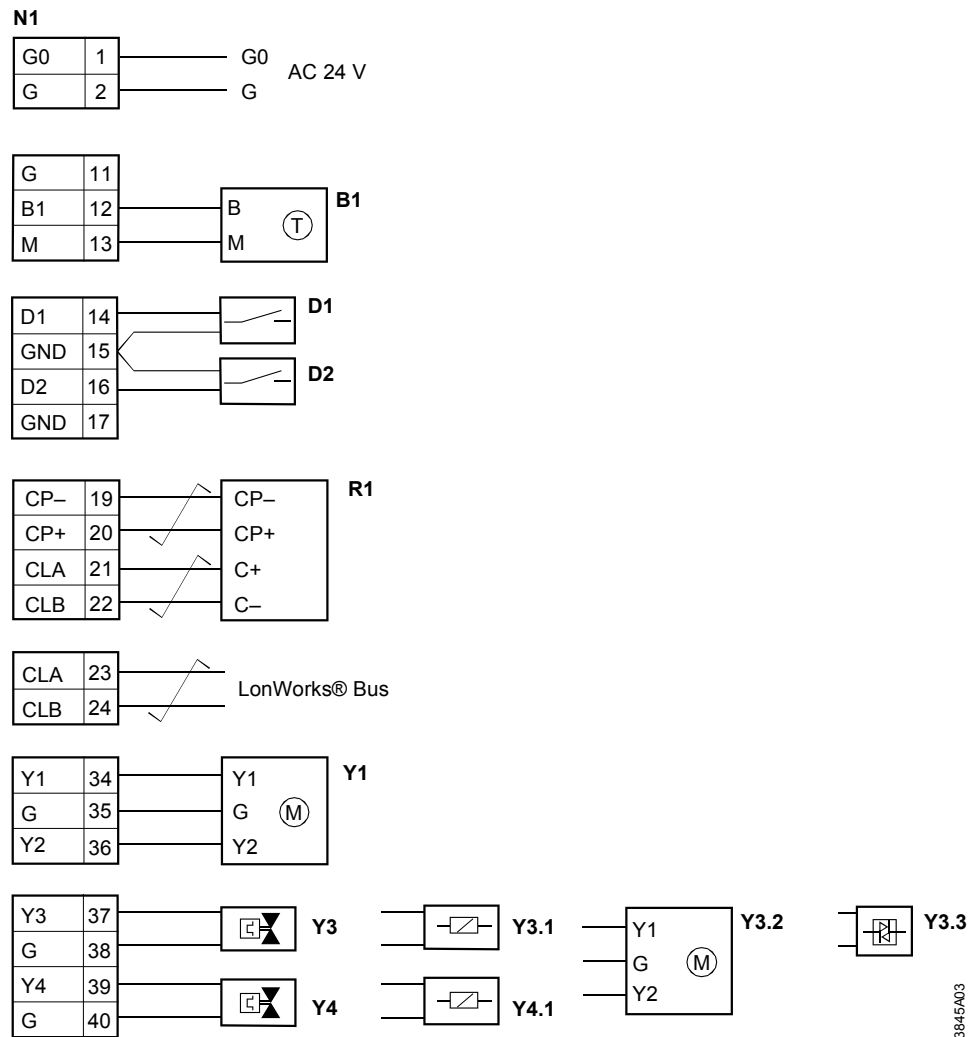 N1
G0 1 G0
AC 24 V
G 2 G
G 11
B1 12 B B1
T
M 13 M
D1 14 D1
GND 15
D2 16 D2
GND 17
CP– 19 CP– R1
CP+ 20 CP+
CLA 21 C+
CLB 22 C–
CLA 23
LonWorks® Bus
CLB 24
Y1 34 Y1 Y1
G 35 G M
Y2 36 Y2
Y3 37 Y3 Y3.1 Y1 Y3.2 Y3.3
G 38 G M
Y4 39 Y4 Y4.1 Y2
G 40
3845A03